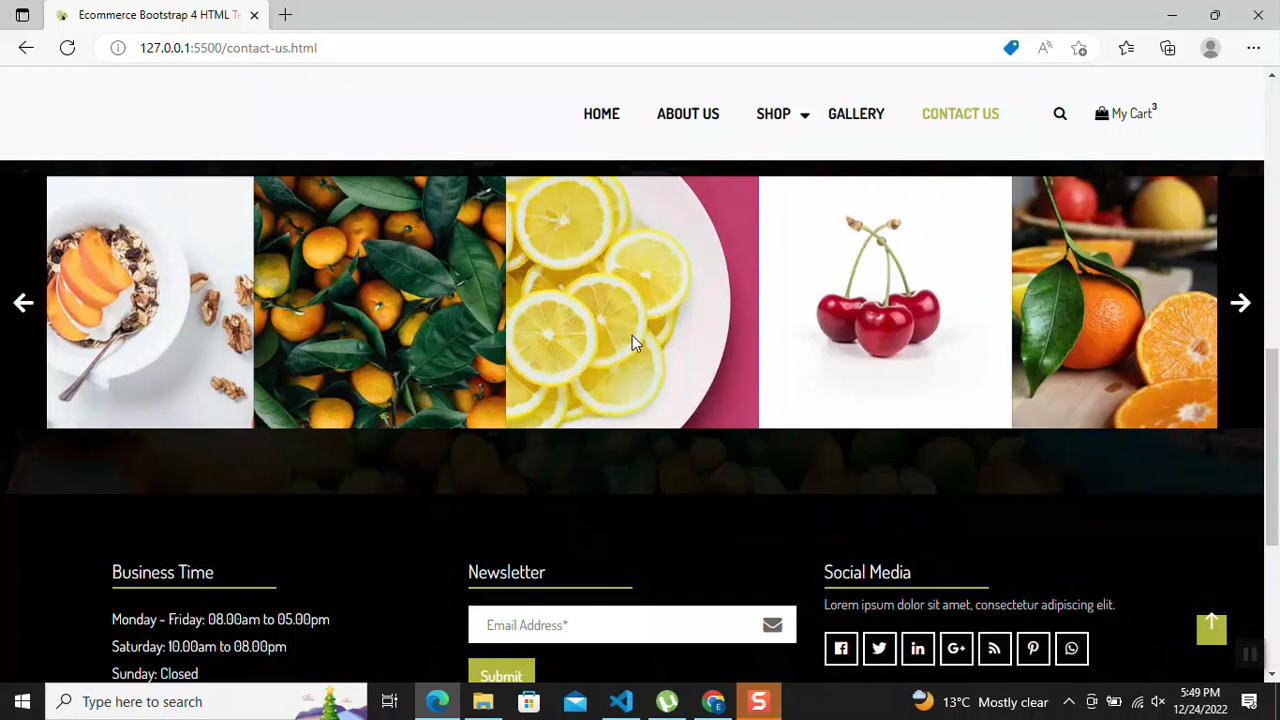 Ecommerce Bootstrap 4 HTML Te
127.0.0.1:5500/contact-us.html
HOME
ABOUT US
SHOP
GALLERY
CONTACT US
My Cart 3
Business Time
Monday - Friday: 08.00am to 05.00pm
Saturday: 10.00am to 08.00pm
Sunday: Closed
Newsletter
Email Address*
Submit
Social Media
Lorem ipsum dolor sit amet, consectetur adipiscing elit.
Type here to search
13°C Mostly clear
5:49 PM
12/24/2022